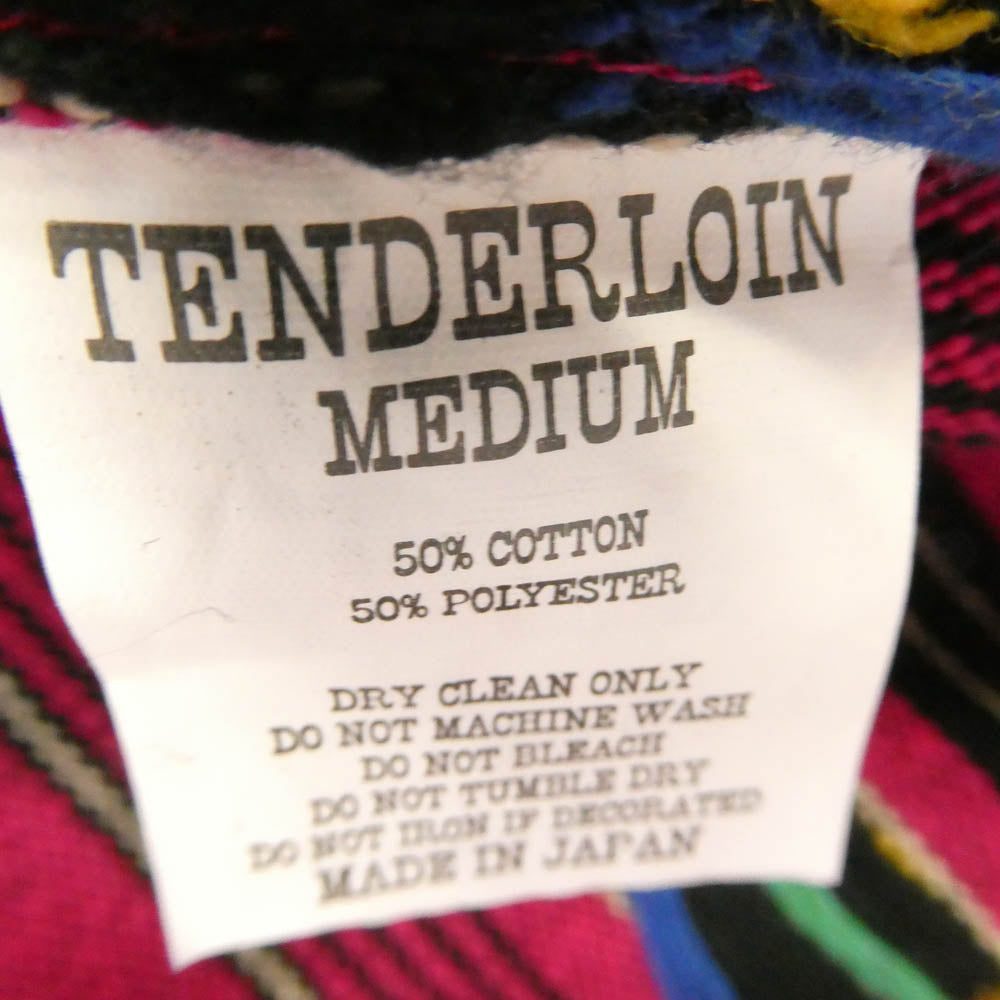 TENDERLOIN
MEDIUM
50% COTTON
50% POLYESTER
DRY CLEAN ONLY
DO NOT MACHINE WASH
DO NOT BLEACH
DO NOT TUMBLE DRY
DO NOT IRON IF DECORATED
MADE IN JAPAN